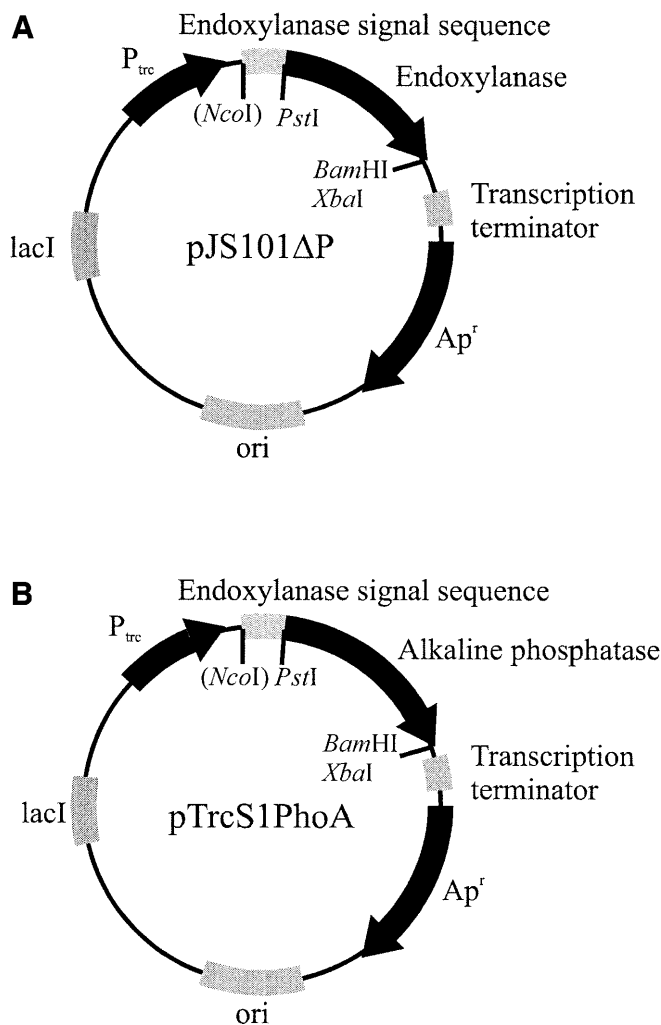 A
Endoxylanase signal sequence
Ptrc
Endoxylanase
(NcoI) PstI
BamHI
XbaI
Transcription
terminator
lacI
pJS101ΔP
Apr
ori
B
Endoxylanase signal sequence
Ptrc
Alkaline phosphatase
(NcoI) PstI
BamHI
XbaI
Transcription
terminator
lacI
pTrcS1PhoA
Apr
ori